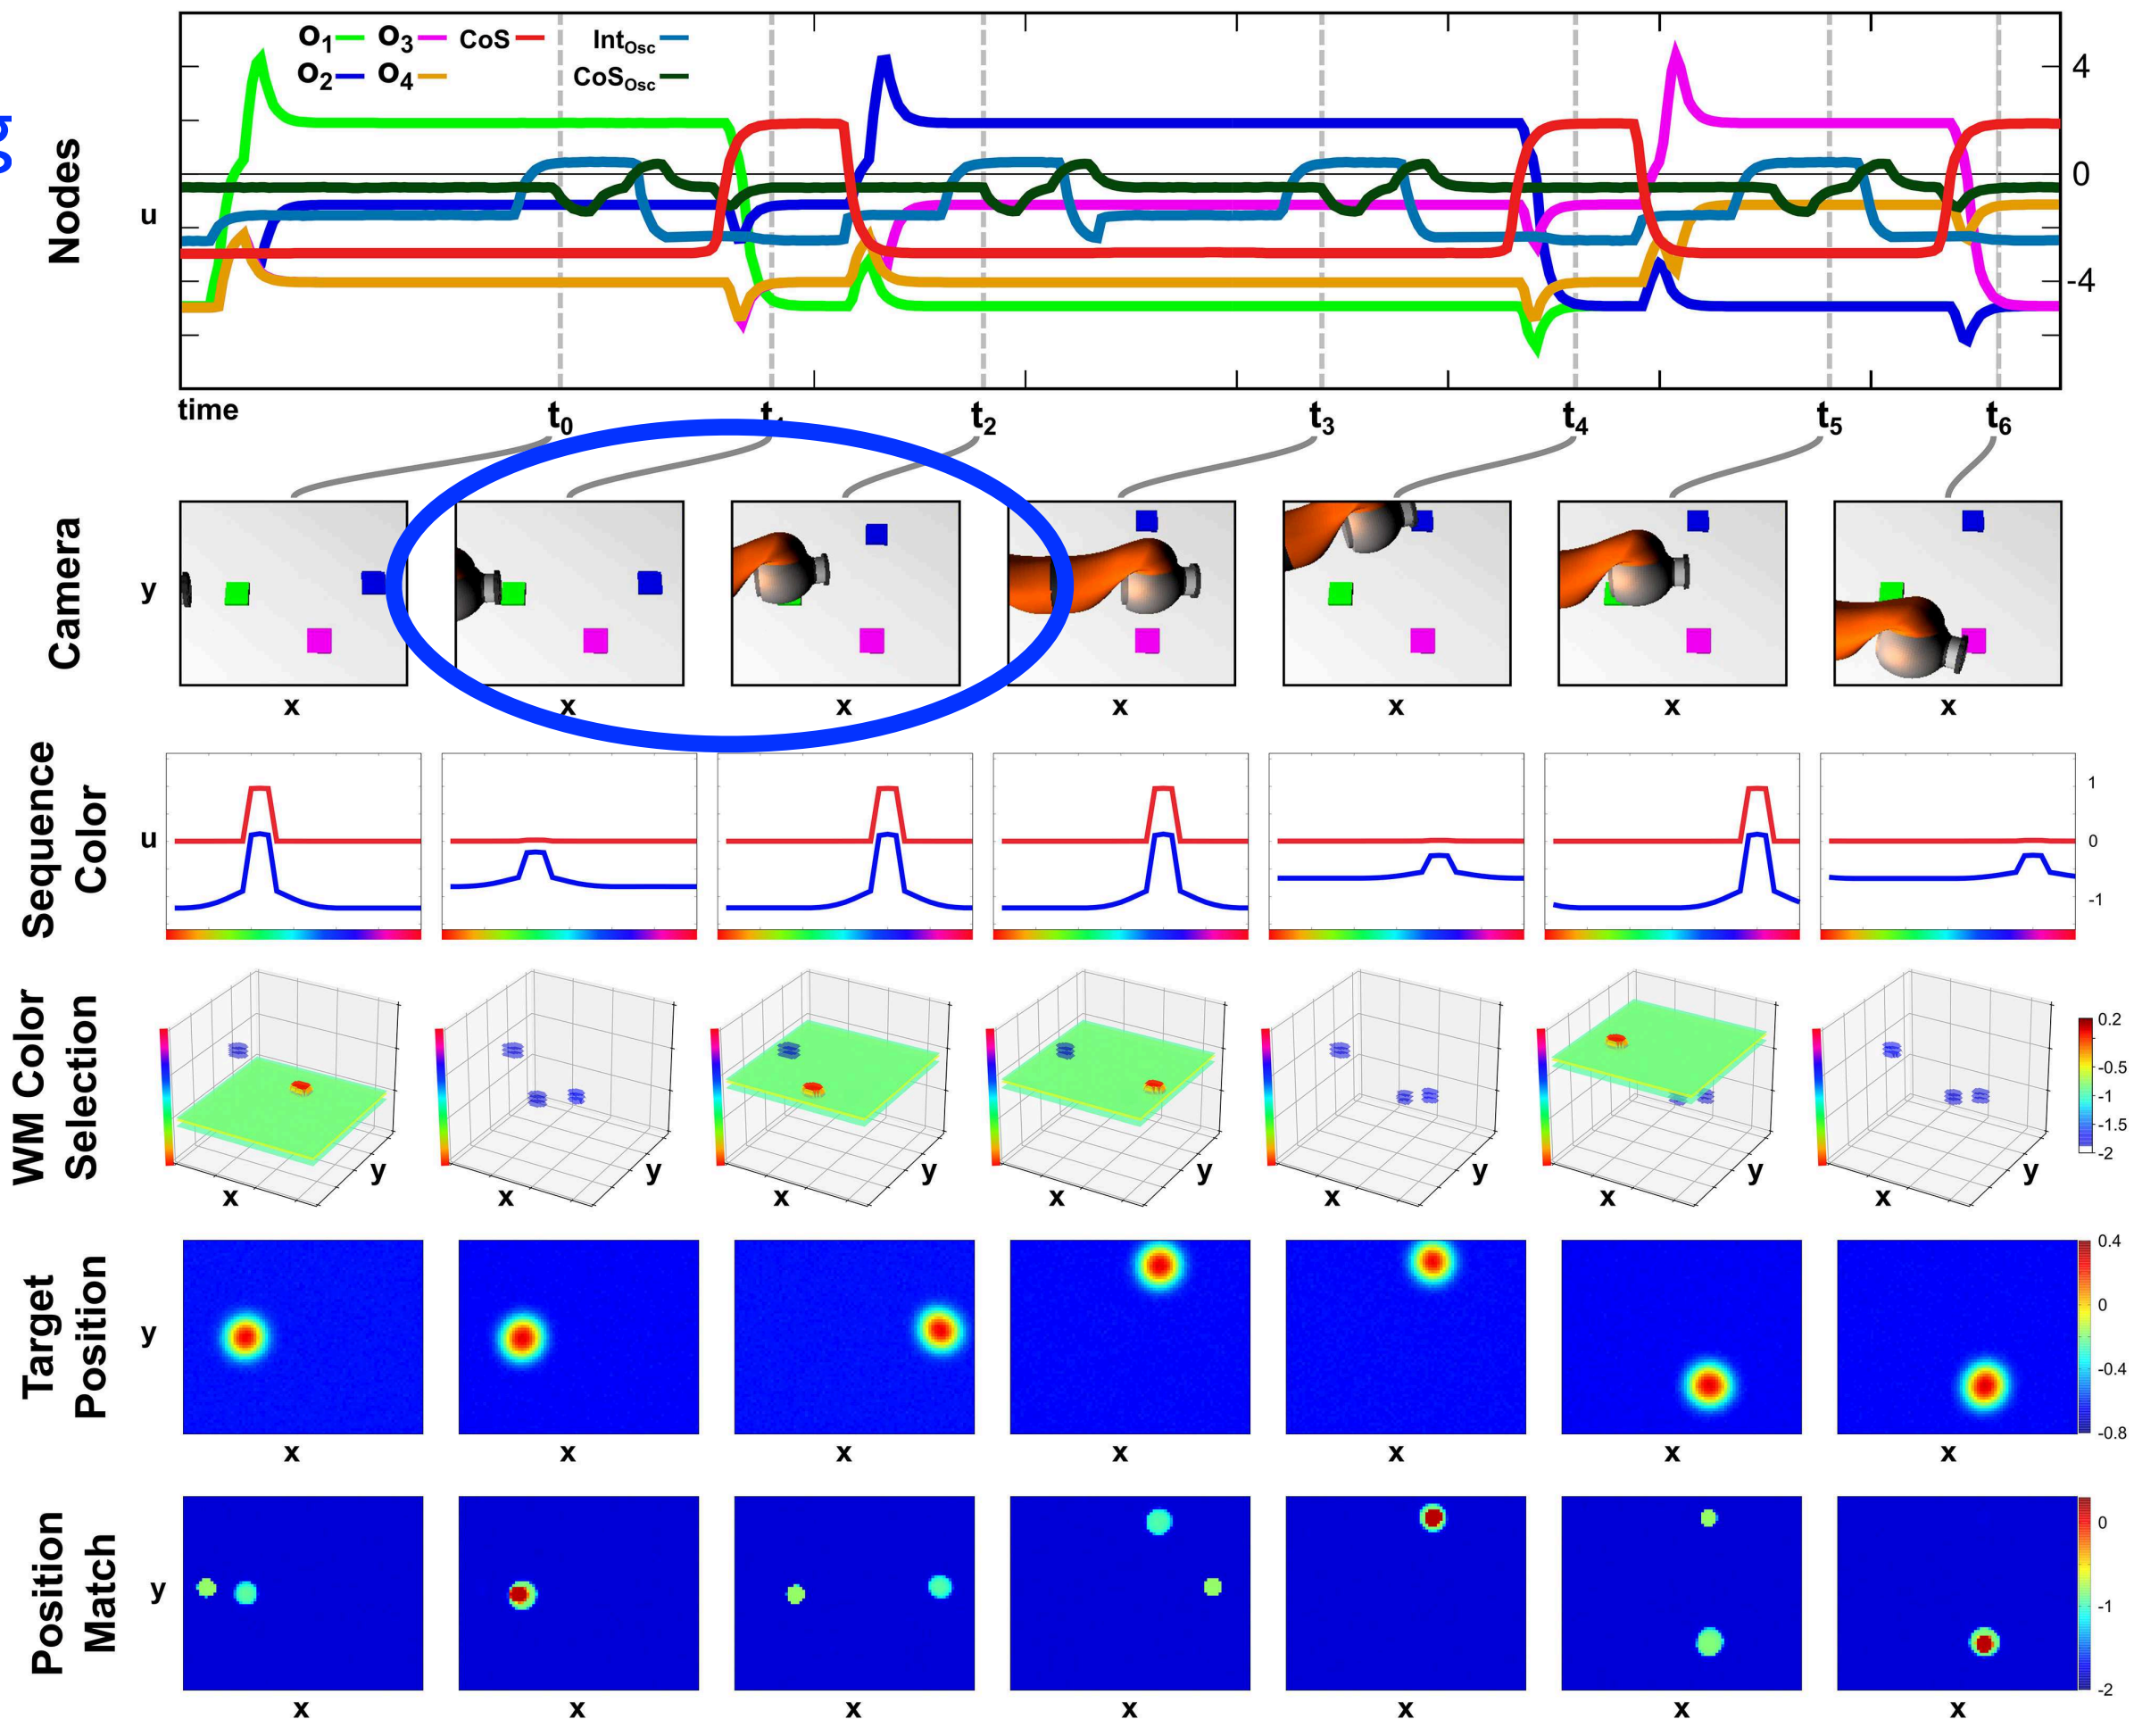 O1 O3 CoS IntOsc
O2 O4 CoSOsc
Nodes
u
4
0
-4
time t0 t2 t3 t4 t5 t6
Camera
y
x x x x x x x
Sequence
Color
u
1
0
-1
WM Color
Selection
x y x y x y x y x y x y x y
0.2
-0.5
-1
-1.5
-2
Target
Position
y
x x x x x x x
0.4
0
-0.4
-0.8
Position
Match
y
x x x x x x x
0
-1
-2